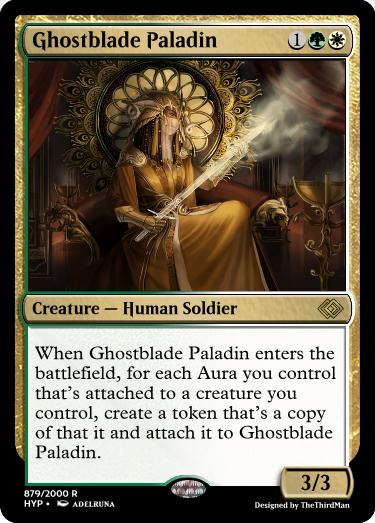 Ghostblade Paladin 1
Creature — Human Soldier
When Ghostblade Paladin enters the
battlefield, for each Aura you control
that's attached to a creature you
control, create a token that's a copy
of that it and attach it to Ghostblade
Paladin.
3/3
879/2000 R
HYP • ADELRUNA
Designed by TheThirdMan